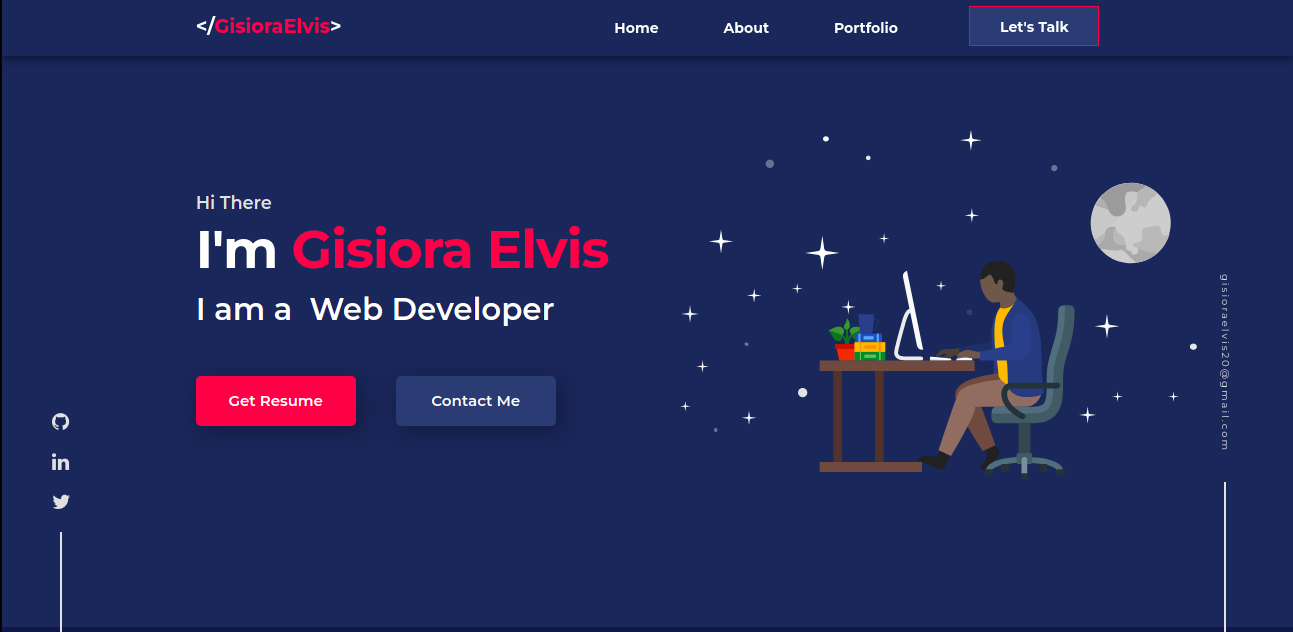 </GisioraElvis>
Home
About
Portfolio
Let's Talk
Hi There
I'm Gisiora Elvis
I am a Web Developer
Get Resume
Contact Me
gisioraelvis20@gmail.com